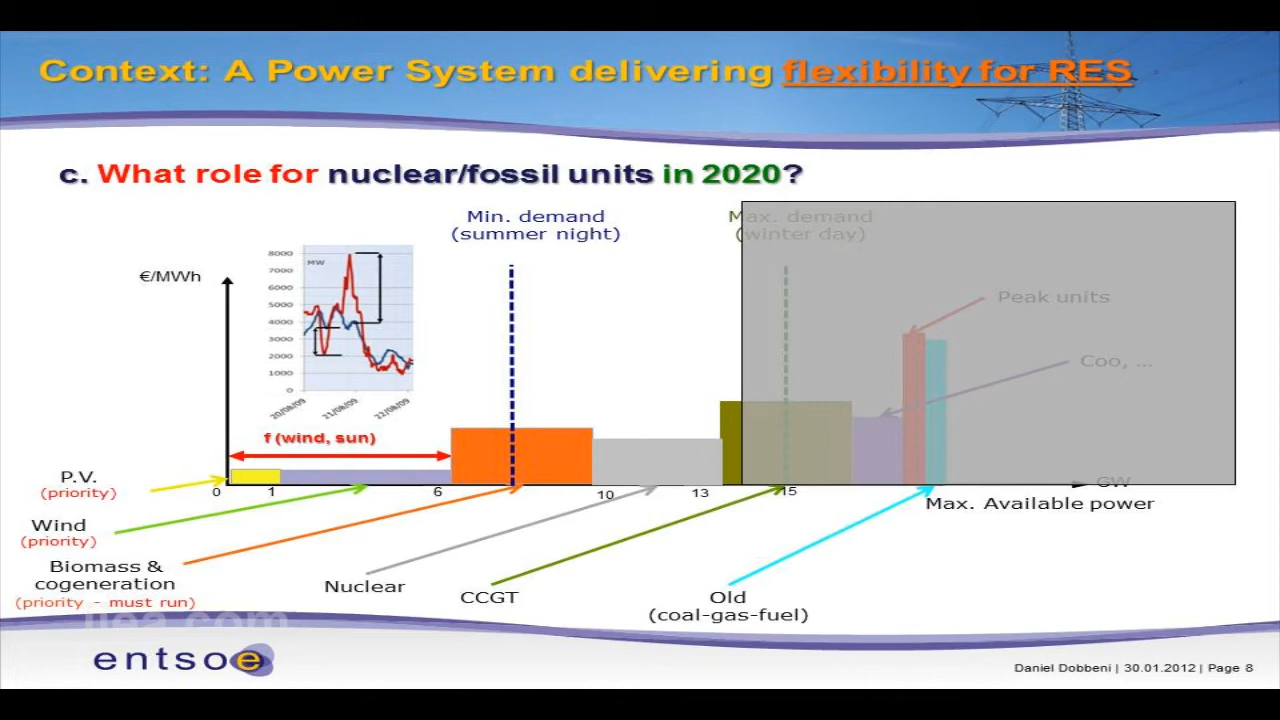 Context: A Power System delivering flexibility for RES
c. What role for nuclear/fossil units in 2020?
Min. demand
(summer night)
Max. demand
(winter day)
€/MWh
8000
7000
6000
5000
4000
3000
2000
1000
0
MW
20/08/09
21/08/09
22/08/09
f (wind, sun)
Peak units
Coo, ...
P.V.
(priority)
0
1
6
10
13
15
GW
Max. Available power
Wind
(priority)
Biomass &
cogeneration
(priority - must run)
Nuclear
CCGT
Old
(coal-gas-fuel)
entsoe
Daniel Dobbeni | 30.01.2012 | Page 8